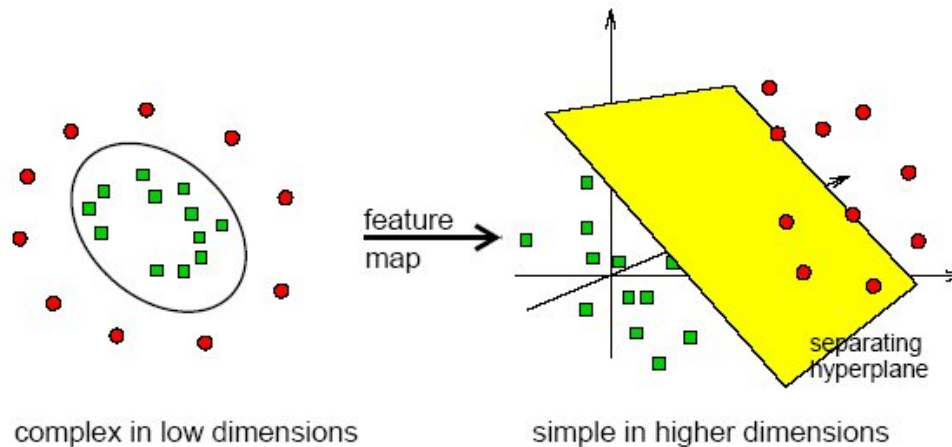 feature
map
separating
hyperplane
complex in low dimensions
simple in higher dimensions